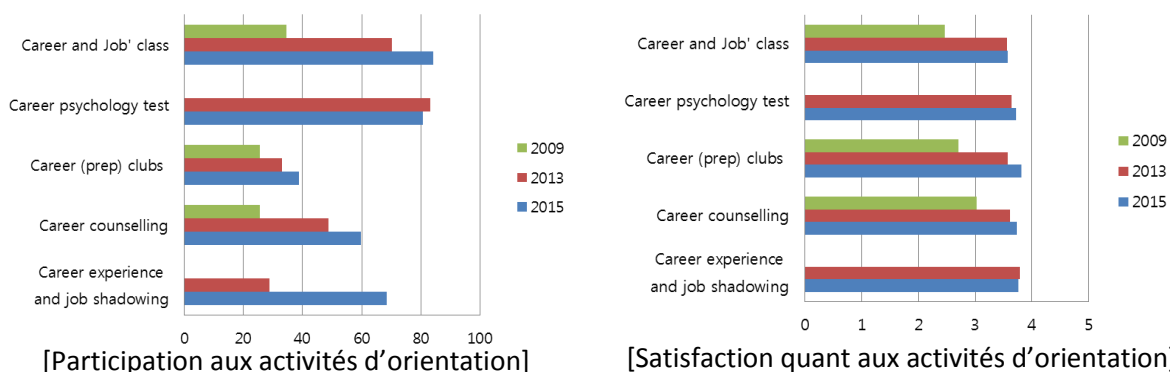 Career and Job' class
Career psychology test
Career (prep) clubs
Career counselling
Career experience
and job shadowing
0 20 40 60 80 100
2009
2013
2015
[Participation aux activités d'orientation]
Career and Job' class
Career psychology test
Career (prep) clubs
Career counselling
Career experience
and job shadowing
0 1 2 3 4 5
2009
2013
2015
[Satisfaction quant aux activités d'orientation]